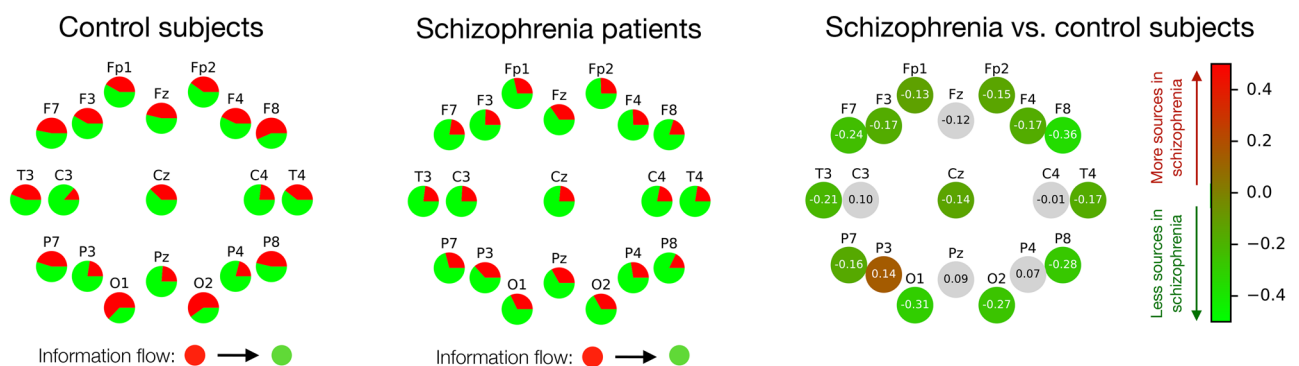 Control subjects
Fp1 Fp2
F7 F3 Fz F4 F8
T3 C3 Cz C4 T4
P7 P3 Pz P4 P8
O1 O2
Information flow:
Schizophrenia patients
Fp1 Fp2
F7 F3 Fz F4 F8
T3 C3 Cz C4 T4
P7 P3 Pz P4 P8
O1 O2
Information flow:
Schizophrenia vs. control subjects
Fp1 Fp2
-0.13 -0.15
F7 F3 Fz F4 F8
-0.24 -0.17 -0.12 -0.17 -0.36
T3 C3 Cz C4 T4
-0.21 0.10 -0.14 -0.01 -0.17
P7 P3 Pz P4 P8
-0.16 0.14 0.09 0.07 -0.28
O1 O2
-0.31 -0.27
More sources in
schizophrenia
Less sources in
schizophrenia
0.4
0.2
0.0
−0.2
−0.4